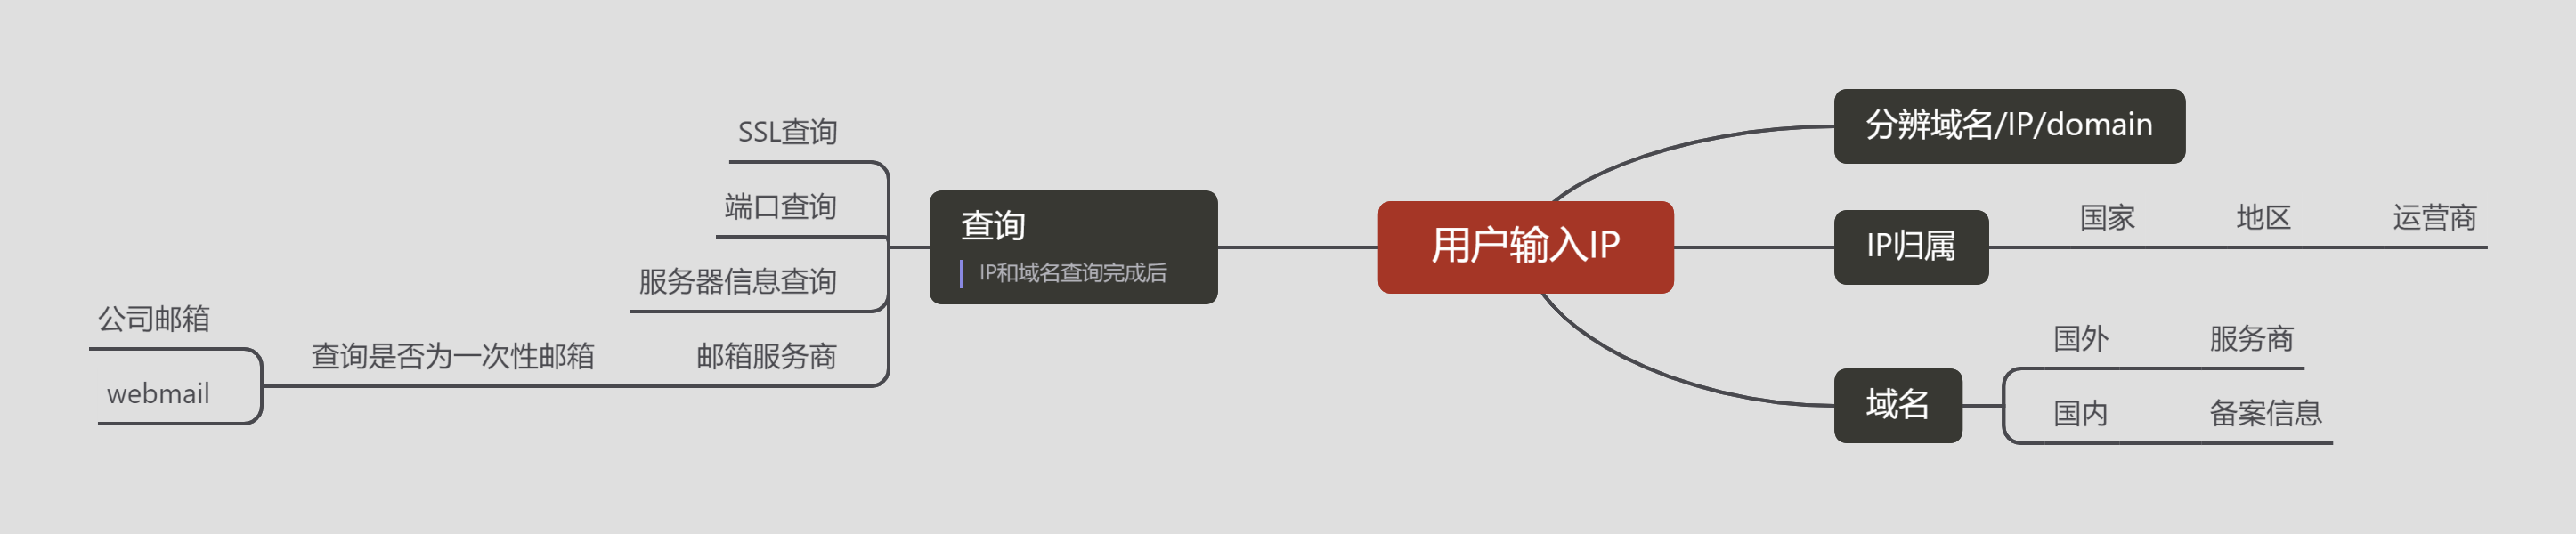 SSL查询
端口查询
服务器信息查询
邮箱服务商
查询是否为一次性邮箱
公司邮箱
webmail
查询
IP和域名查询完成后
用户输入IP
分辨域名/IP/domain
IP归属
国家
地区
运营商
域名
国外
服务商
国内
备案信息